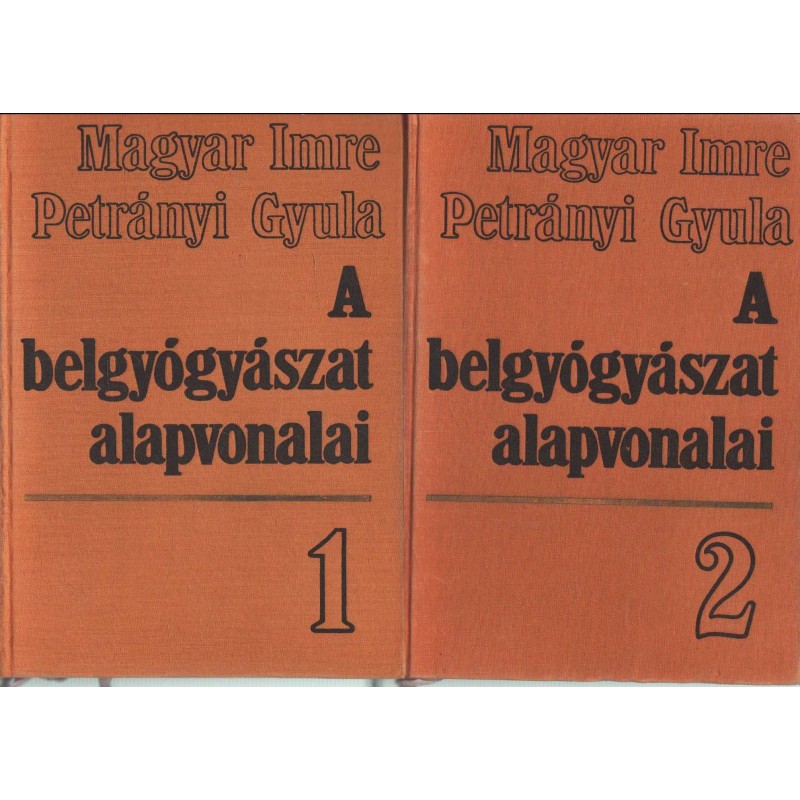 Magyar Imre
Petrányi Gyula
A
belgyógyászat
alapvonalai
1
Magyar Imre
Petrányi Gyula
A
belgyógyászat
alapvonalai
2